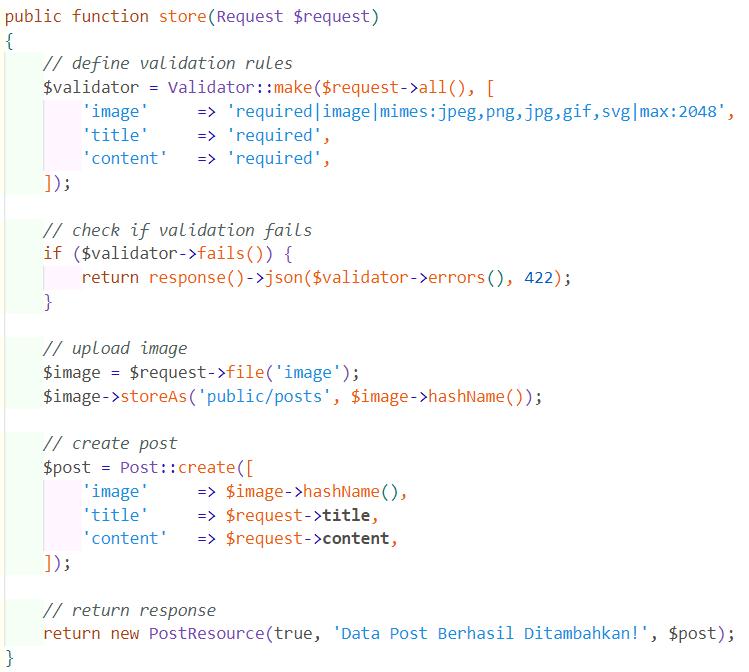 public function store(Request $request)
{
    // define validation rules
    $validator = Validator::make($request->all(), [
        'image'     => 'required|image|mimes:jpeg,png,jpg,gif,svg|max:2048',
        'title'     => 'required',
        'content'   => 'required',
    ]);

    // check if validation fails
    if ($validator->fails()) {
        return response()->json($validator->errors(), 422);
    }

    // upload image
    $image = $request->file('image');
    $image->storeAs('public/posts', $image->hashName());

    // create post
    $post = Post::create([
        'image'     => $image->hashName(),
        'title'     => $request->title,
        'content'   => $request->content,
    ]);

    // return response
    return new PostResource(true, 'Data Post Berhasil Ditambahkan!', $post);
}